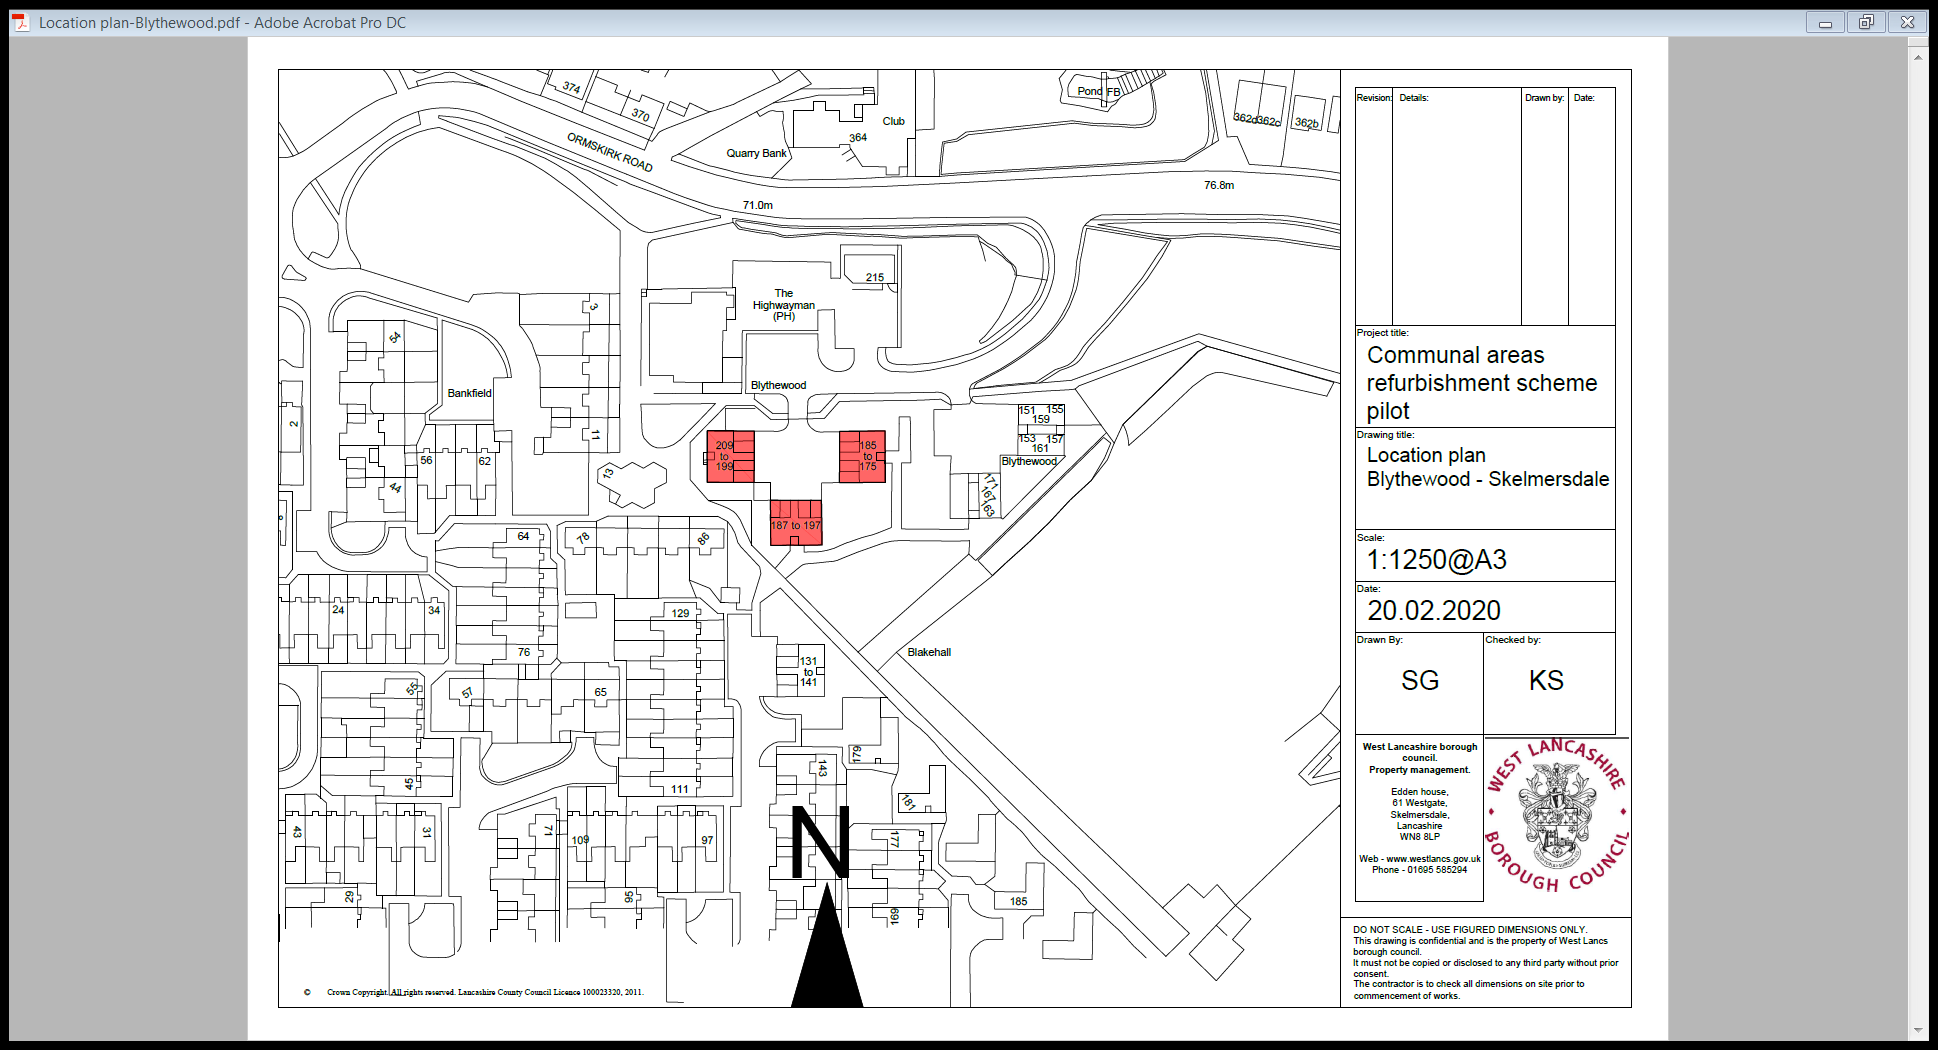 Location plan-Blythewood.pdf - Adobe Acrobat Pro DC
374
370
ORMSKIRK ROAD
Quarry Bank
364
Club
Pond
FB
362d
362c
362b
76.8m
71.0m
215
The
Highwayman
(PH)
3
54
Bankfield
Blythewood
2
11
56
62
44
13
209
to
199
185
to
175
187 to 197
151
155
159
153
157
161
Blythewood
171
167
163
64
78
86
24
34
129
76
Blakehall
131
to
141
55
57
65
179
143
45
111
181
43
31
71
109
97
177
N
29
95
169
185
© Crown Copyright. All rights reserved. Lancashire County Council Licence 100023320, 2011.
Revision:
Details:
Drawn by:
Date:
Project title:
Communal areas
refurbishment scheme
pilot
Drawing title:
Location plan
Blythewood - Skelmersdale
Scale:
1:1250@A3
Date:
20.02.2020
Drawn By:
Checked by:
SG
KS
West Lancashire borough
council.
Property management.
Edden house,
61 Westgate,
Skelmersdale,
Lancashire
WN8 8LP
Web - www.westlancs.gov.uk
Phone - 01695 585294
WEST LANCASHIRE
BOROUGH COUNCIL
DO NOT SCALE - USE FIGURED DIMENSIONS ONLY.
This drawing is confidential and is the property of West Lancs
borough council.
It must not be copied or disclosed to any third party without prior
consent.
The contractor is to check all dimensions on site prior to
commencement of works.